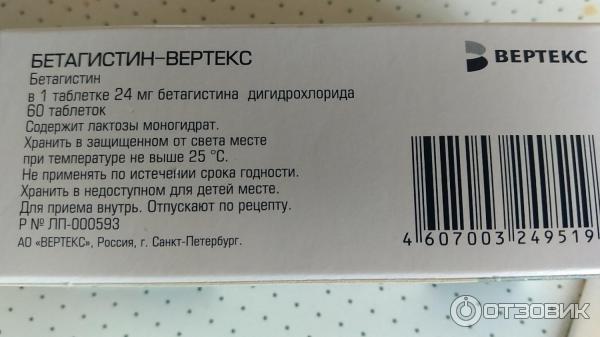 БЕТАГИСТИН-ВЕРТЕКС
ВЕРТЕКС
Бетагистин
в 1 таблетке 24 мг бетагистина дигидрохлорида
60 таблеток
Содержит лактозы моногидрат.
Хранить в защищенном от света месте
при температуре не выше 25 °C.
Не применять по истечении срока годности.
Хранить в недоступном для детей месте.
Для приема внутрь. Отпускают по рецепту.
Р № ЛП-000593
АО «ВЕРТЕКС», Россия, г. Санкт-Петербург.
4 607003 249519
ОТЗОВИК